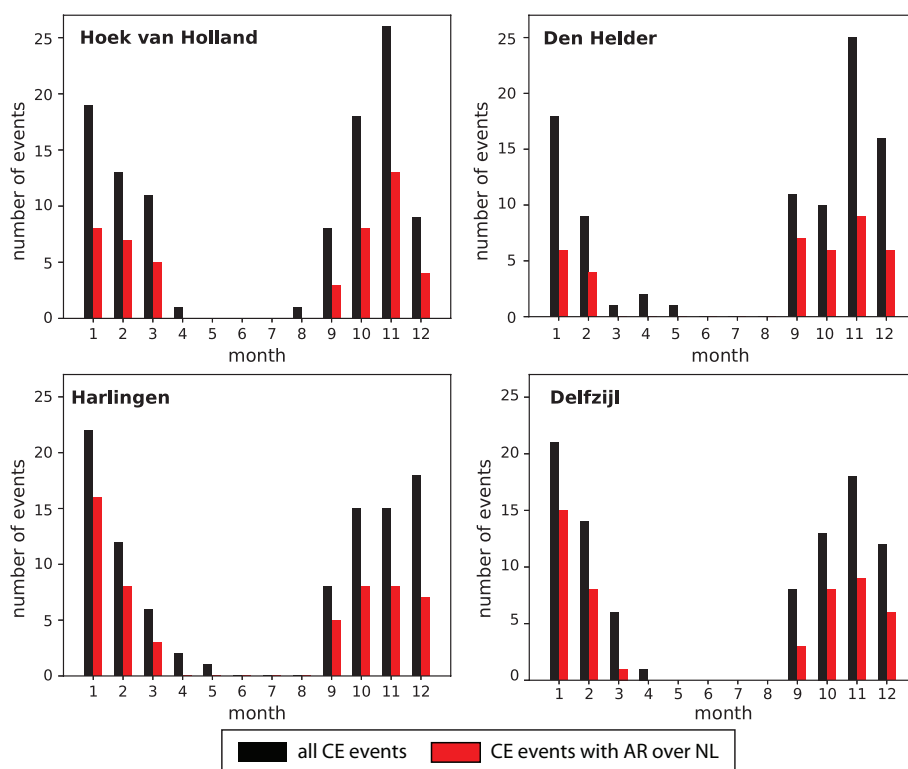 Hoek van Holland
number of events
25
20
15
10
5
0
1 2 3 4 5 6 7 8 9 10 11 12
month
Den Helder
number of events
25
20
15
10
5
0
1 2 3 4 5 6 7 8 9 10 11 12
month
Harlingen
number of events
25
20
15
10
5
0
1 2 3 4 5 6 7 8 9 10 11 12
month
Delfzijl
number of events
25
20
15
10
5
0
1 2 3 4 5 6 7 8 9 10 11 12
month
all CE events
CE events with AR over NL